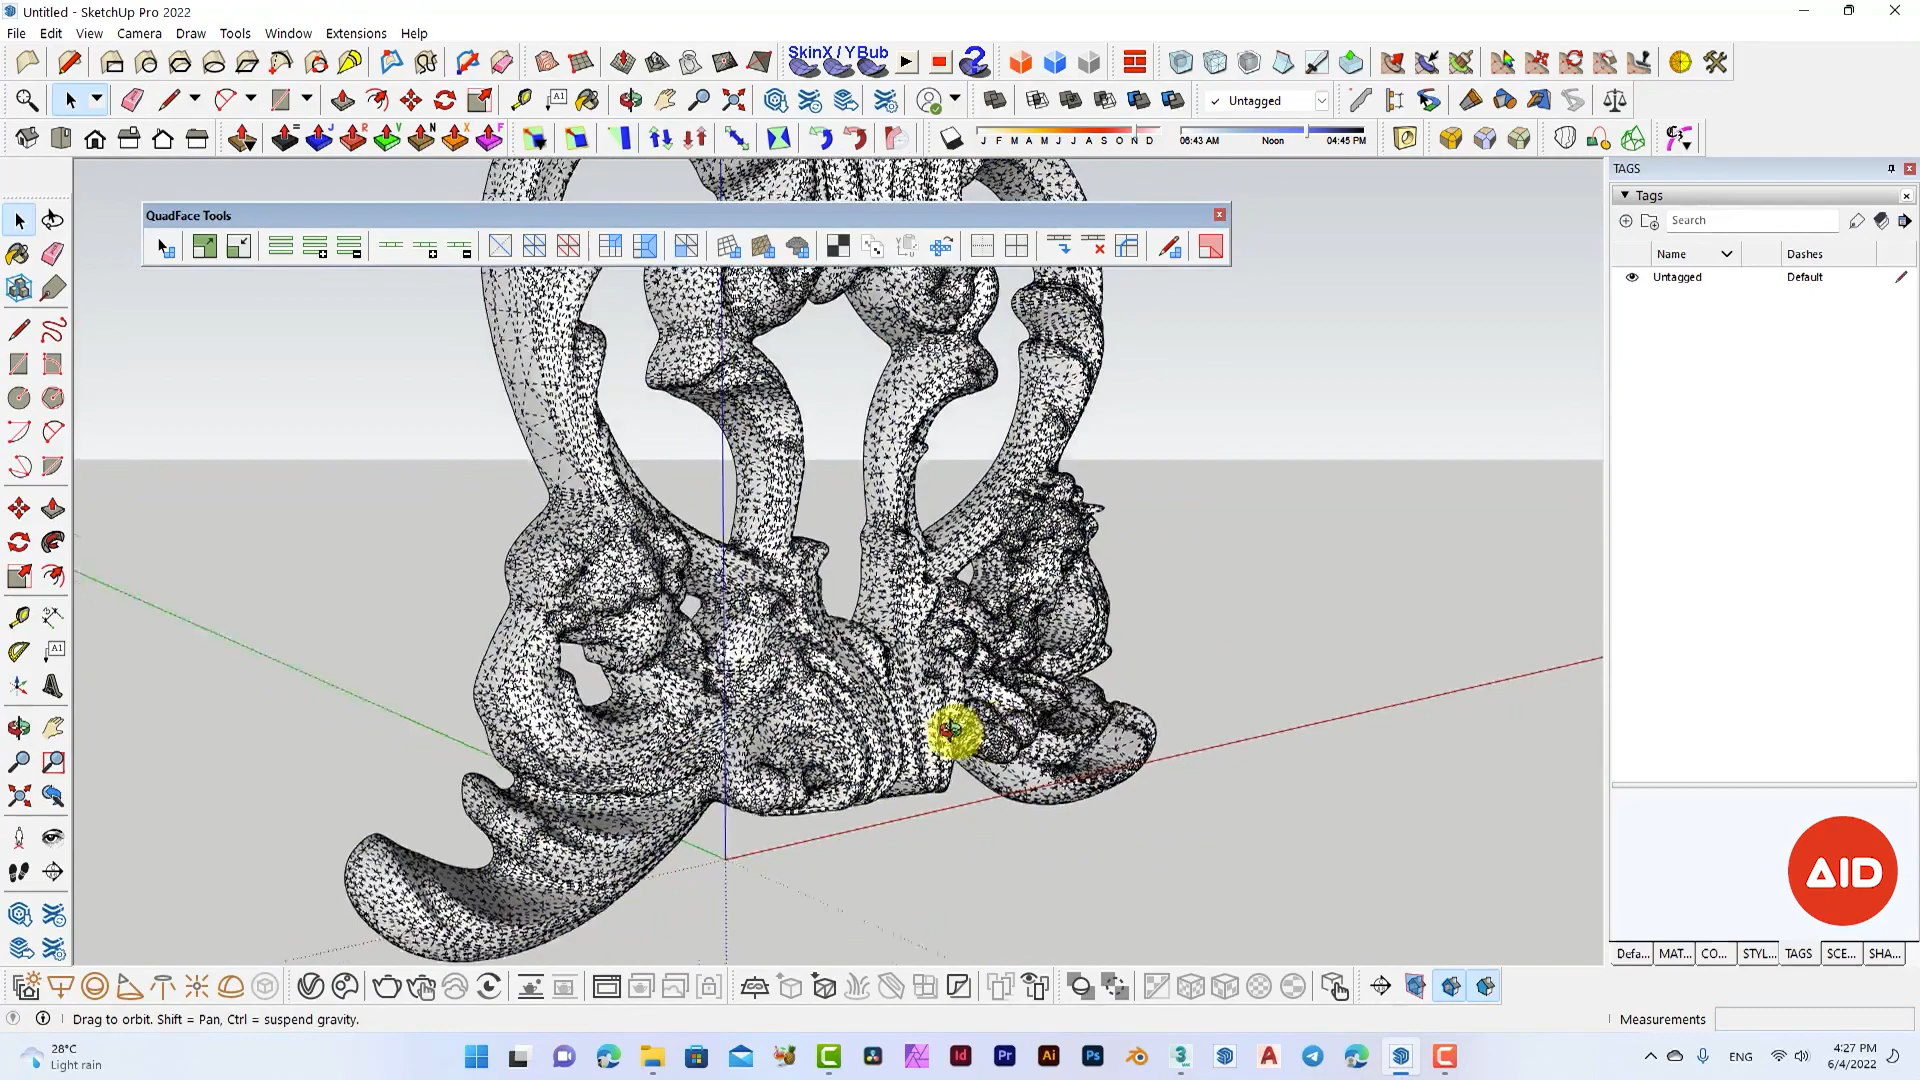 Untitled - SketchUp Pro 2022
File Edit View Camera Draw Tools Window Extensions Help
SkinX / YBub
Untagged
J F M A M J J A S O N D
06:43 AM Noon 04:45 PM
TAGS
Tags
Search
QuadFace Tools
Name Dashes
Untagged Default
AID
Defa... MAT... CO... STYL... TAGS SCE... SHA...
Drag to orbit. Shift = Pan, Ctrl = suspend gravity.
Measurements
28°C
Light rain
ENG
4:27 PM
6/4/2022